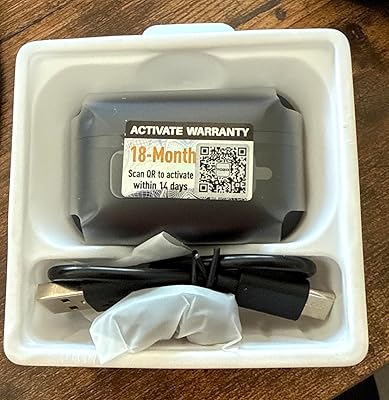 ACTIVATE WARRANTY
18-Month
Scan QR to activate
within 14 days